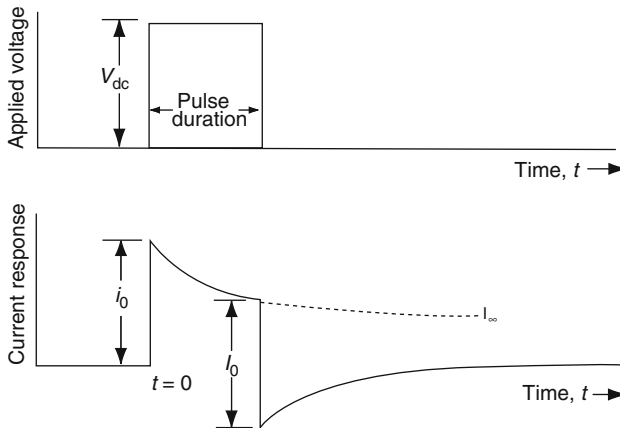 Applied voltage
V_dc
Pulse
duration
Time, t
Current response
i_0
I_∞
I_0
t = 0
Time, t